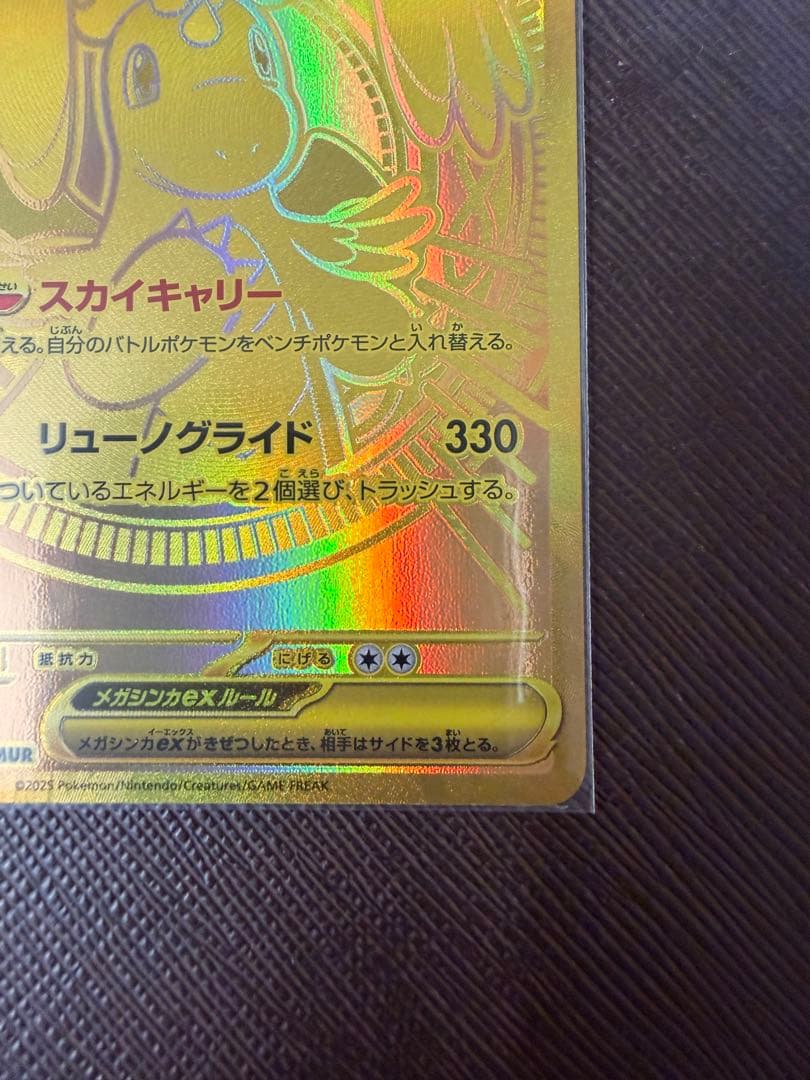 スカイキャリー
える。自分のバトルポケモンをベンチポケモンと入れ替える。
リューノグライド 330
ついているエネルギーを2個選び、トラッシュする。
抵抗力 にげる
メガシンカexルール
メガシンカexがきぜつしたとき、相手はサイドを3枚とる。
MUR
©2025 Pokémon/Nintendo/Creatures/GAME FREAK